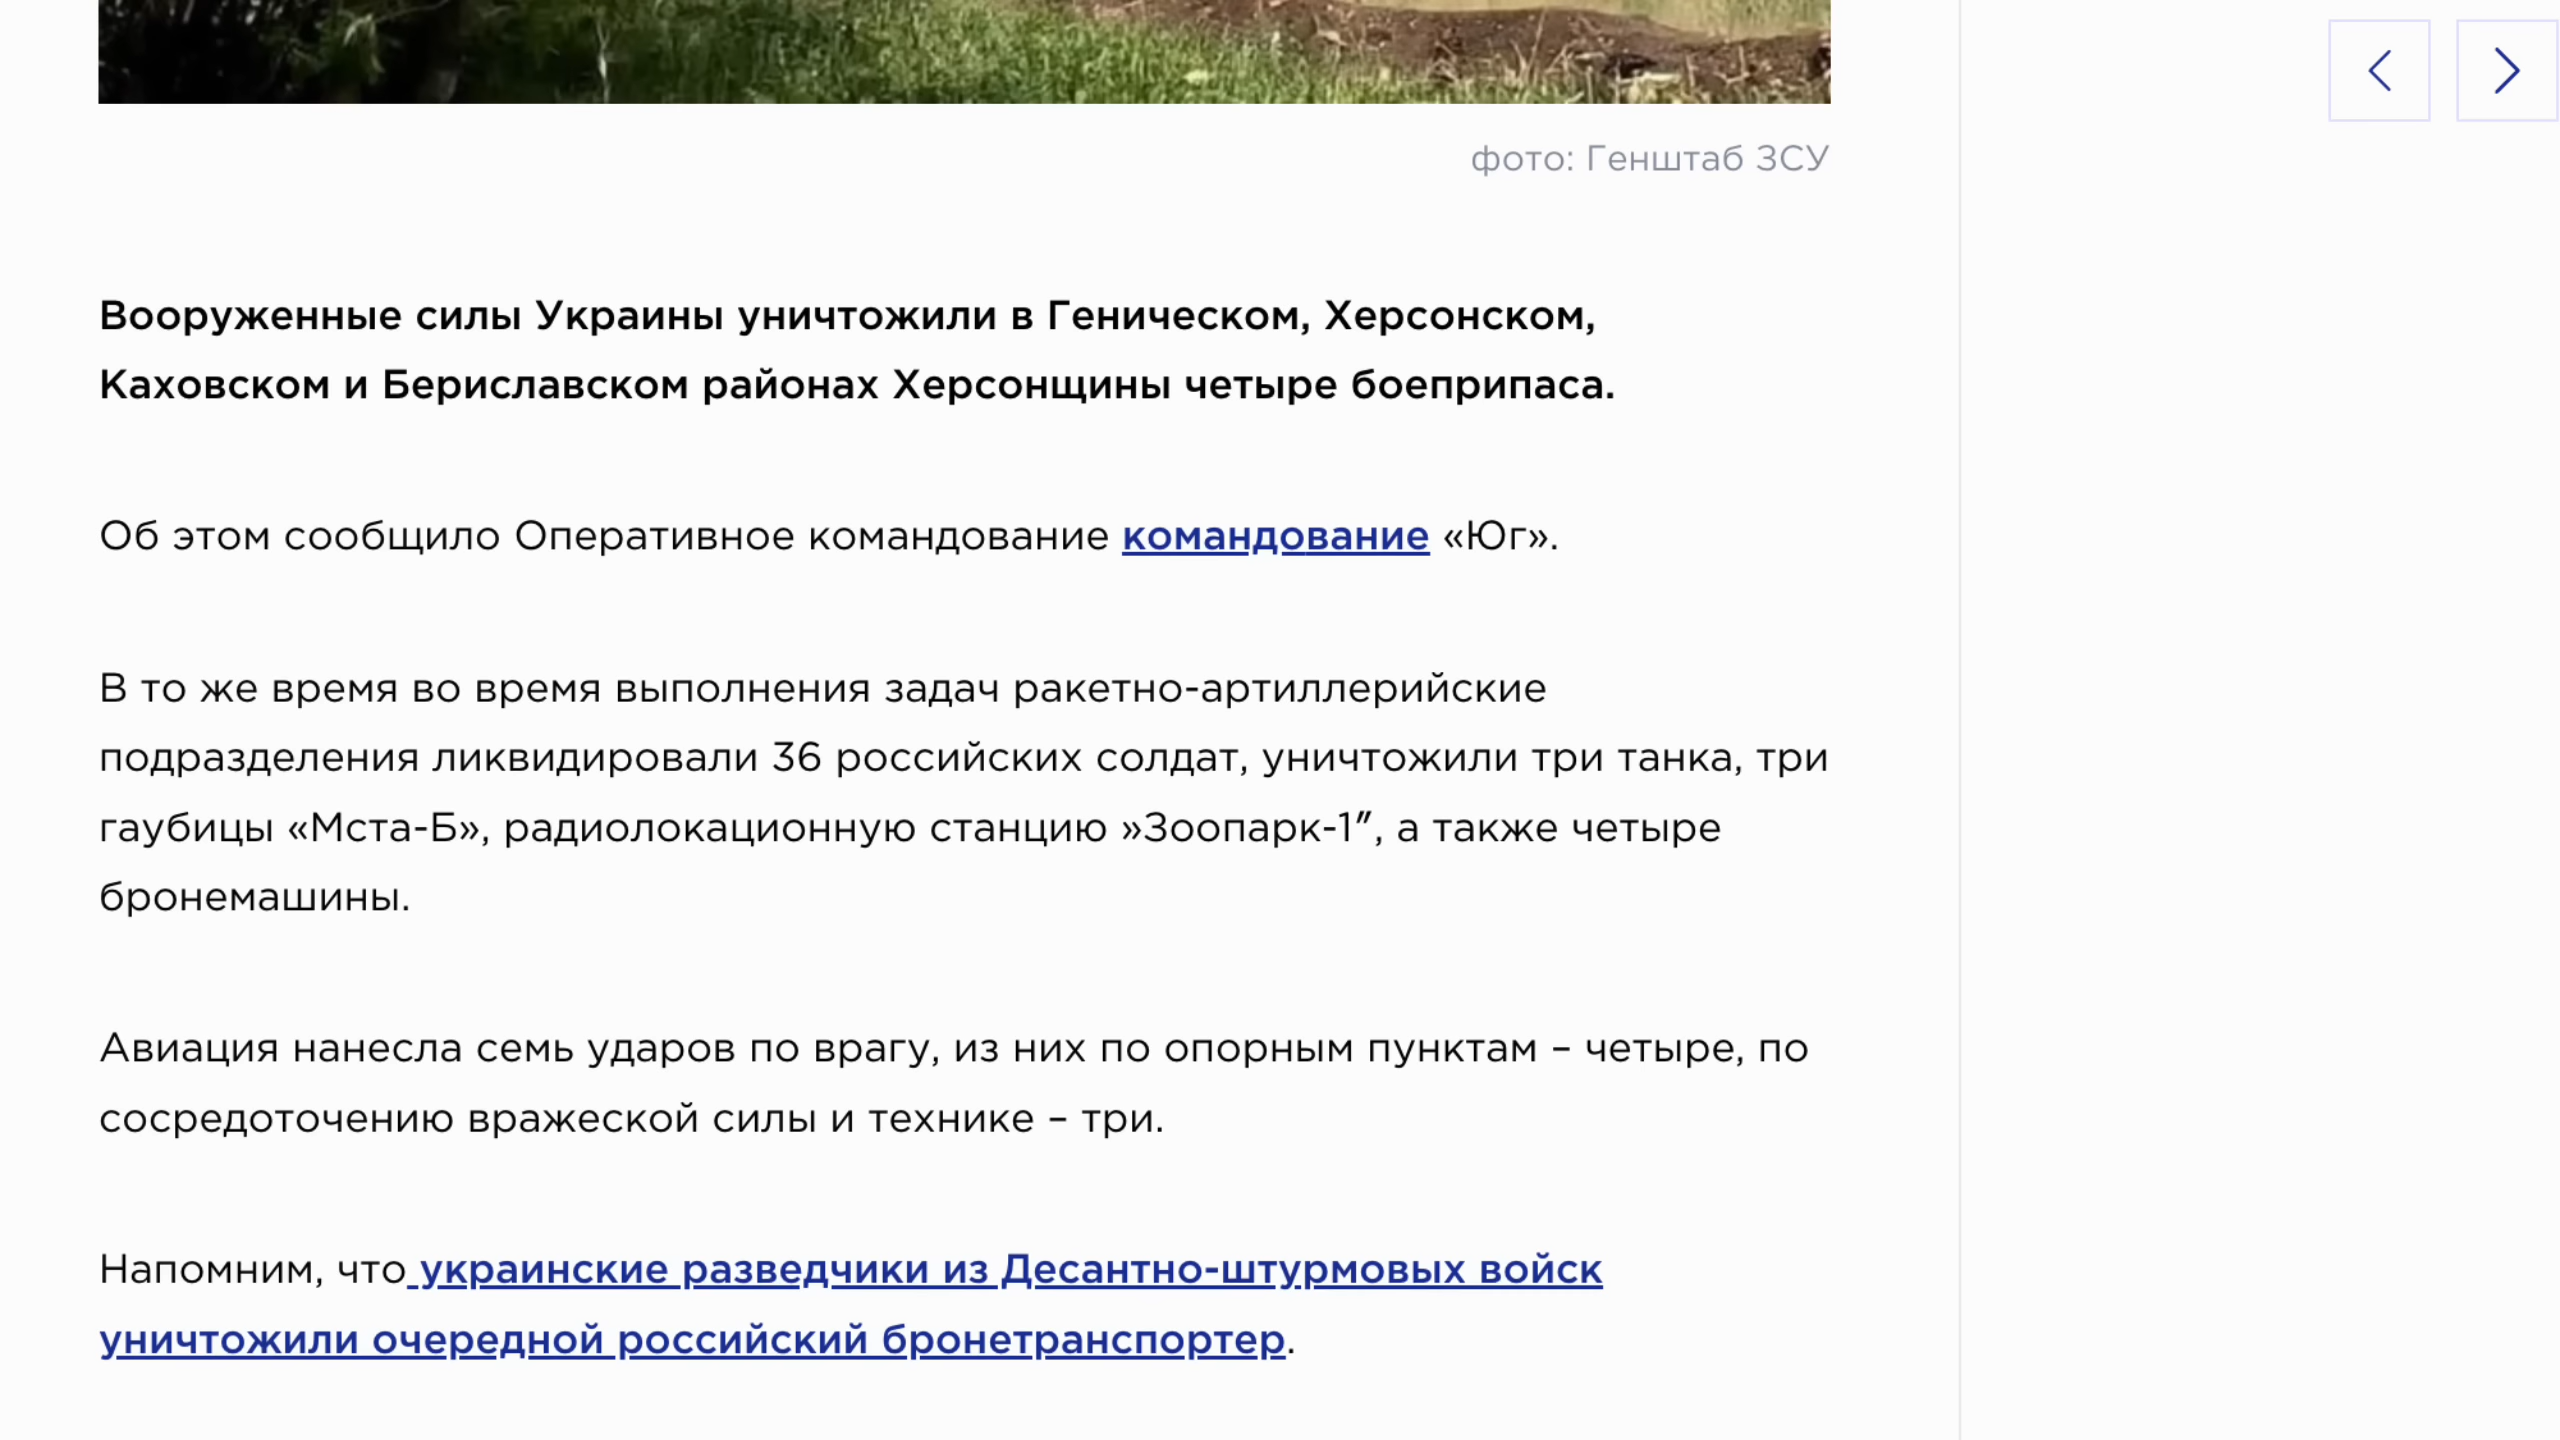 фото: Генштаб ЗСУ
Вооруженные силы Украины уничтожили в Геническом, Херсонском,
Каховском и Бериславском районах Херсонщины четыре боеприпаса.
Об этом сообщило Оперативное командование командование «Юг».
В то же время во время выполнения задач ракетно-артиллерийские
подразделения ликвидировали 36 российских солдат, уничтожили три танка, три
гаубицы «Мста-Б», радиолокационную станцию »Зоопарк-1″, а также четыре
бронемашины.
Авиация нанесла семь ударов по врагу, из них по опорным пунктам – четыре, по
сосредоточению вражеской силы и технике – три.
Напомним, что украинские разведчики из Десантно-штурмовых войск
уничтожили очередной российский бронетранспортер.